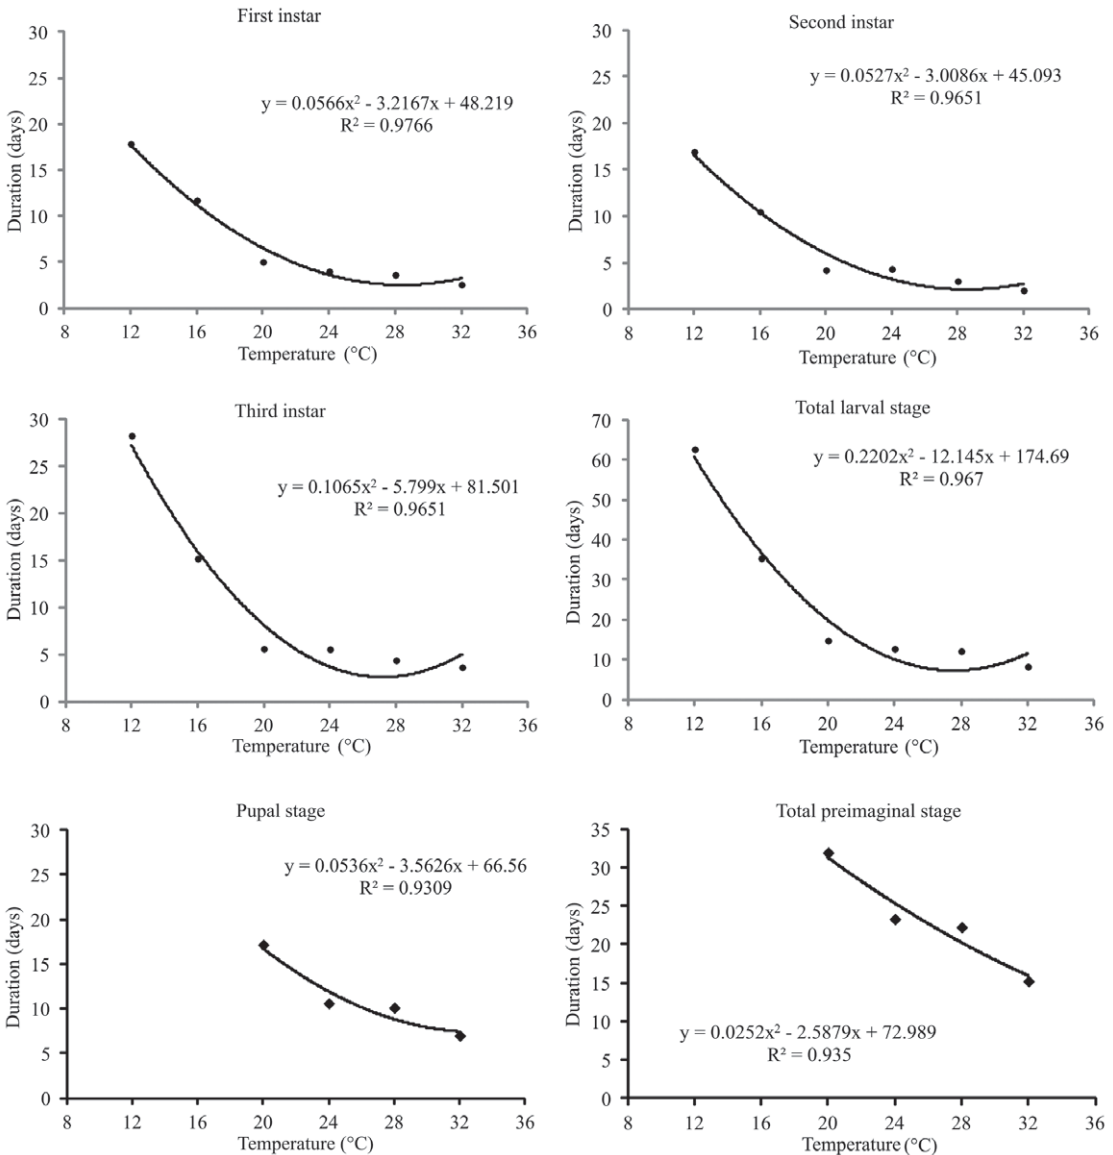 First instar
30
25
20
15
10
5
0
Duration (days)
y = 0.0566x² - 3.2167x + 48.219
R² = 0.9766
8 12 16 20 24 28 32 36
Temperature (°C)
Second instar
30
25
20
15
10
5
0
Duration (days)
y = 0.0527x² - 3.0086x + 45.093
R² = 0.9651
8 12 16 20 24 28 32 36
Temperature (°C)
Third instar
30
25
20
15
10
5
0
Duration (days)
y = 0.1065x² - 5.799x + 81.501
R² = 0.9651
8 12 16 20 24 28 32 36
Temperature (°C)
Total larval stage
70
60
50
40
30
20
10
0
Duration (days)
y = 0.2202x² - 12.145x + 174.69
R² = 0.967
8 12 16 20 24 28 32 36
Temperature (°C)
Pupal stage
30
25
20
15
10
5
0
Duration (days)
y = 0.0536x² - 3.5626x + 66.56
R² = 0.9309
8 12 16 20 24 28 32 36
Temperature (°C)
Total preimaginal stage
35
30
25
20
15
10
5
0
Duration (days)
y = 0.0252x² - 2.5879x + 72.989
R² = 0.935
8 12 16 20 24 28 32 36
Temperature (°C)